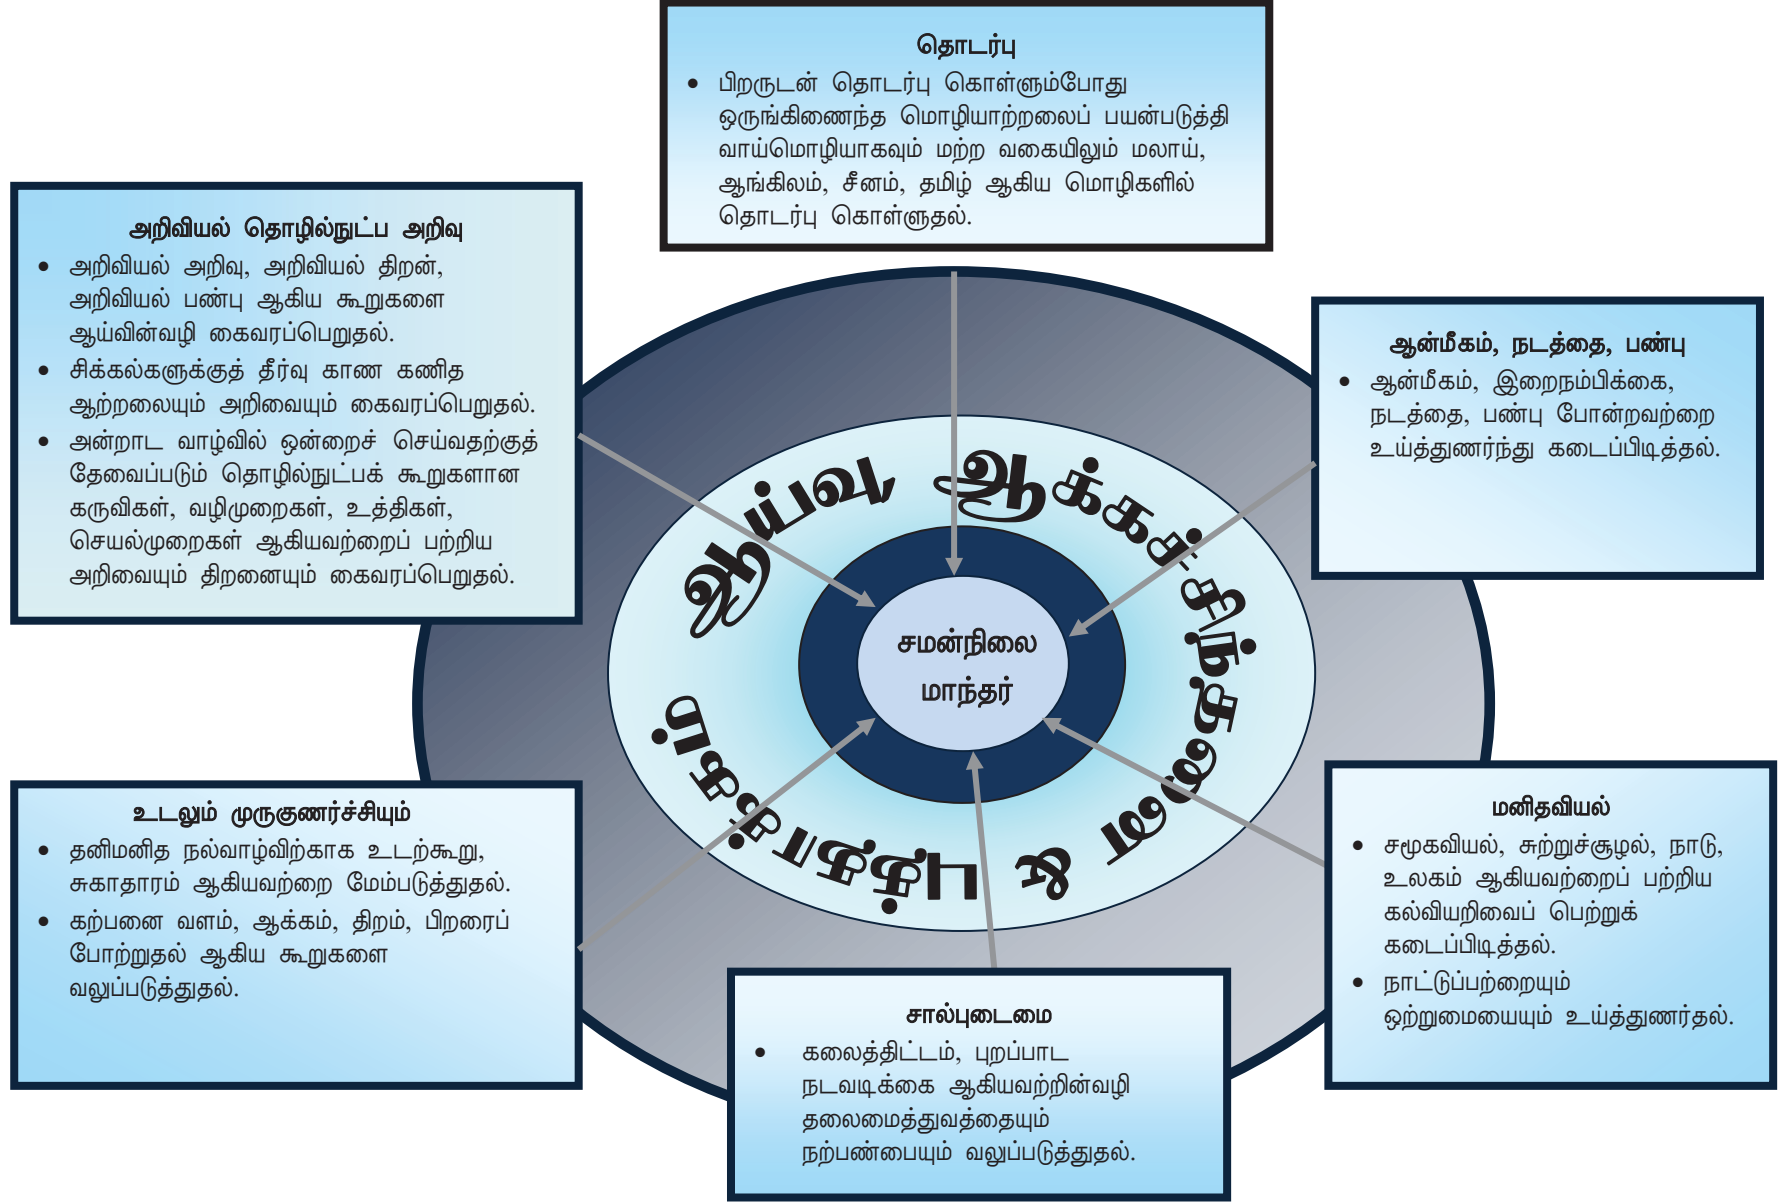 தொடர்பு
• பிறருடன் தொடர்பு கொள்ளும்போது
ஒருங்கிணைந்த மொழியாற்றலைப் பயன்படுத்தி
வாய்மொழியாகவும் மற்ற வகையிலும் மலாய்,
ஆங்கிலம், சீனம், தமிழ் ஆகிய மொழிகளில்
தொடர்பு கொள்ளுதல்.
அறிவியல் தொழில்நுட்ப அறிவு
• அறிவியல் அறிவு, அறிவியல் திறன்,
அறிவியல் பண்பு ஆகிய கூறுகளை
ஆய்வின்வழி கைவரப்பெறுதல்.
• சிக்கல்களுக்குத் தீர்வு காண கணித
ஆற்றலையும் அறிவையும் கைவரப்பெறுதல்.
• அன்றாட வாழ்வில் ஒன்றைச் செய்வதற்குத்
தேவைப்படும் தொழில்நுட்பக் கூறுகளான
கருவிகள், வழிமுறைகள், உத்திகள்,
செயல்முறைகள் ஆகியவற்றைப் பற்றிய
அறிவையும் திறனையும் கைவரப்பெறுதல்.
ஆன்மீகம், நடத்தை, பண்பு
• ஆன்மீகம், இறைநம்பிக்கை,
நடத்தை, பண்பு போன்றவற்றை
உய்த்துணர்ந்து கடைப்பிடித்தல்.
ஆய்வு, ஆக்கச்சிந்தனை & புத்தாக்கம்
சமன்நிலை
மாந்தர்
உடலும் முருகுணர்ச்சியும்
• தனிமனித நல்வாழ்விற்காக உடற்கூறு,
சுகாதாரம் ஆகியவற்றை மேம்படுத்துதல்.
• கற்பனை வளம், ஆக்கம், திறம், பிறரைப்
போற்றுதல் ஆகிய கூறுகளை
வலுப்படுத்துதல்.
மனிதவியல்
• சமூகவியல், சுற்றுச்சூழல், நாடு,
உலகம் ஆகியவற்றைப் பற்றிய
கல்வியறிவைப் பெற்றுக்
கடைப்பிடித்தல்.
• நாட்டுப்பற்றையும்
ஒற்றுமையையும் உய்த்துணர்தல்.
சால்புடைமை
• கலைத்திட்டம், புறப்பாட
நடவடிக்கை ஆகியவற்றின்வழி
தலைமைத்துவத்தையும்
நற்பண்பையும் வலுப்படுத்துதல்.